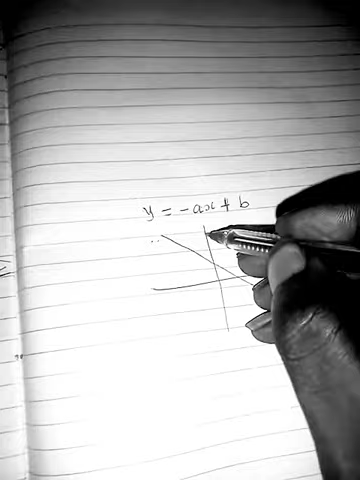 y = -ax + b